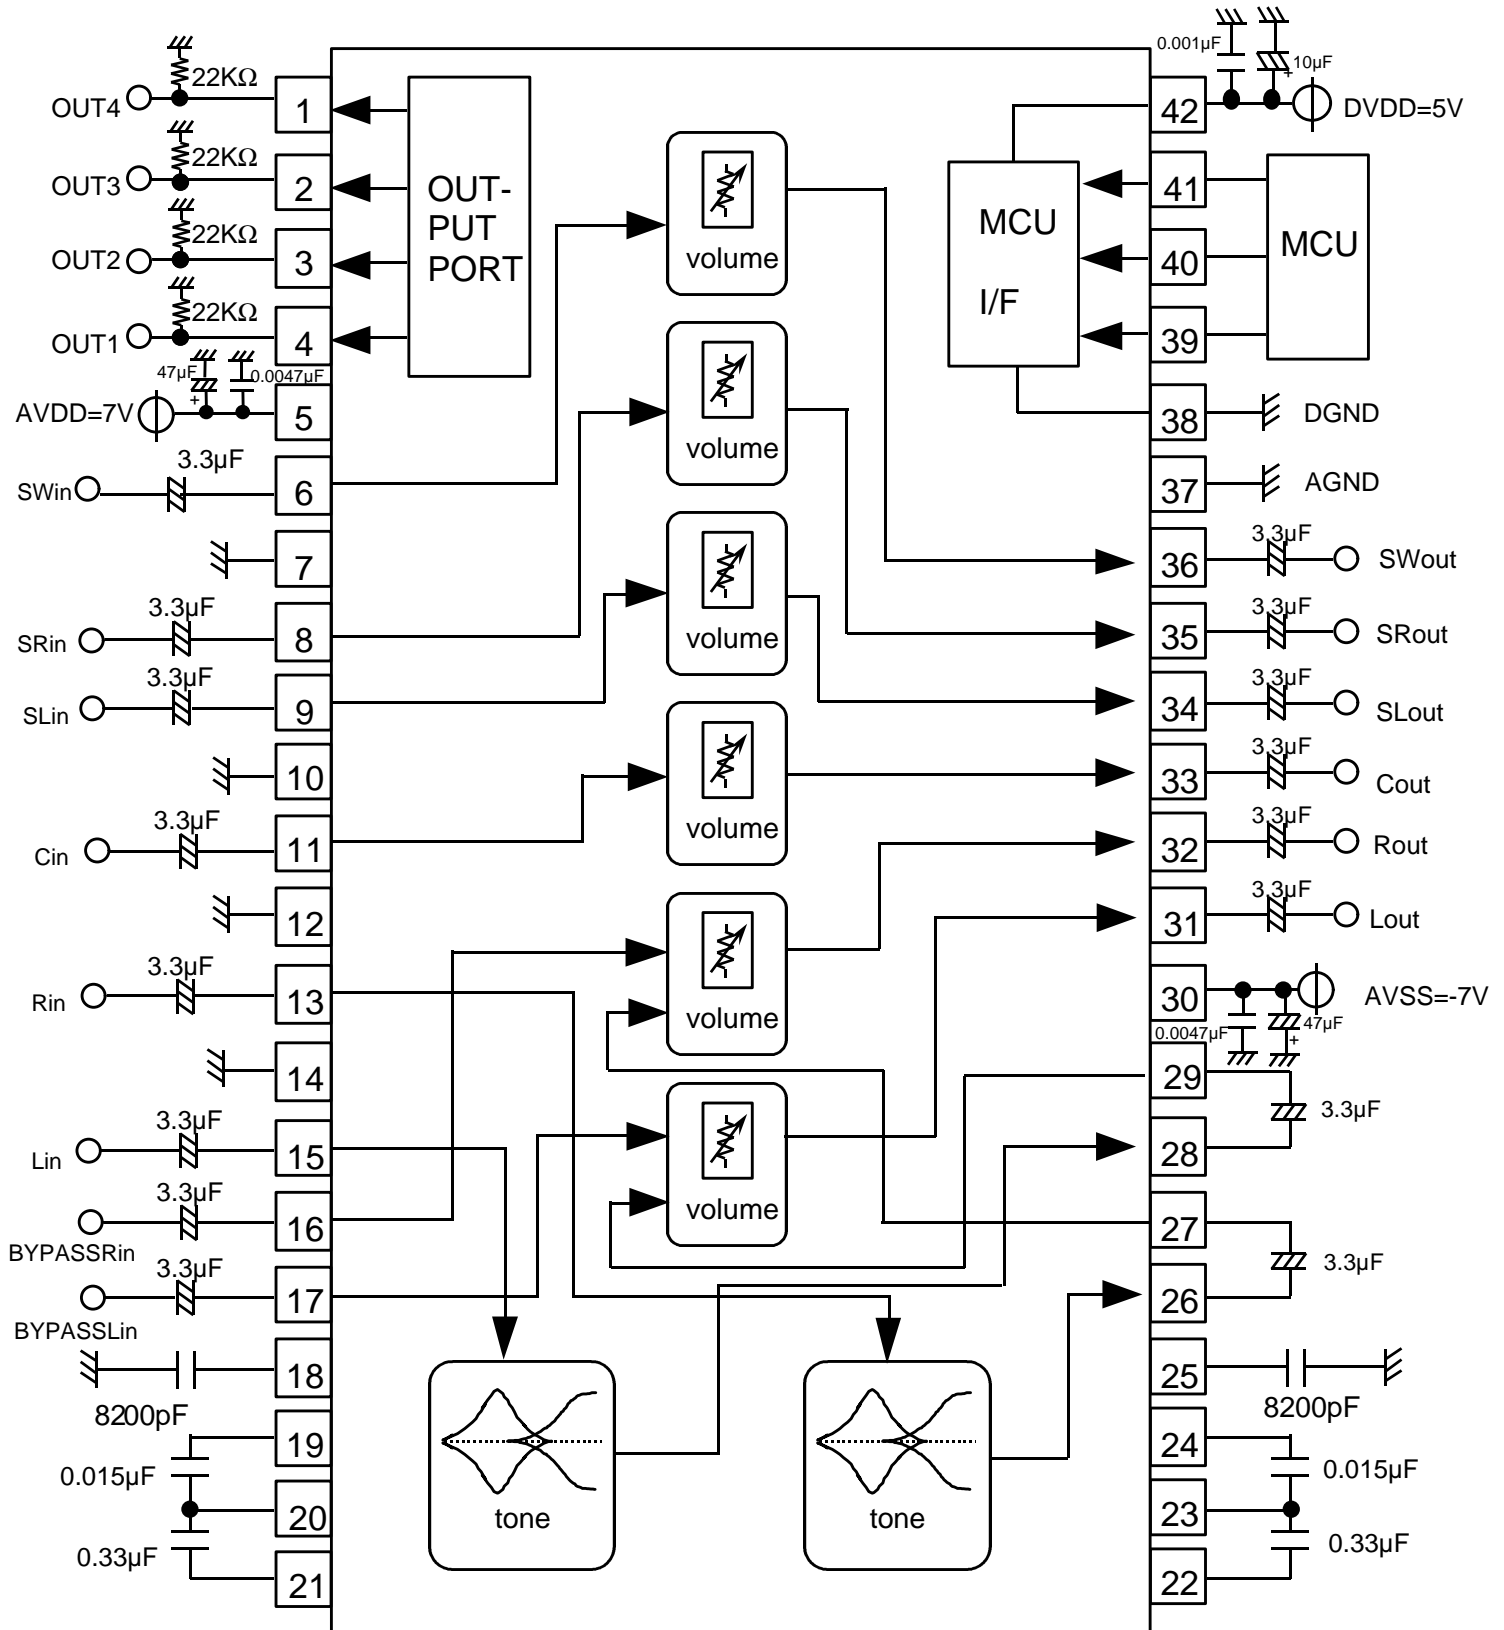 OUT4
22KΩ
1
OUT3
22KΩ
2
OUT2
22KΩ
3
OUT1
22KΩ
4
OUT-
PUT
PORT
AVDD=7V
47µF
+
0.0047µF
5
SWin
3.3µF
6
7
SRin
3.3µF
8
SLin
3.3µF
9
10
Cin
3.3µF
11
12
Rin
3.3µF
13
14
Lin
3.3µF
15
BYPASSRin
3.3µF
16
BYPASSLin
3.3µF
17
8200pF
18
19
0.015µF
20
0.33µF
21
volume
volume
volume
volume
volume
volume
tone
tone
0.001µF
10µF
+
42
DVDD=5V
MCU
I/F
41
40
39
MCU
38
DGND
37
AGND
36
3.3µF
SWout
35
3.3µF
SRout
34
3.3µF
SLout
33
3.3µF
Cout
32
3.3µF
Rout
31
3.3µF
Lout
30
AVSS=-7V
0.0047µF
47µF
+
29
3.3µF
28
27
3.3µF
26
25
8200pF
24
0.015µF
23
0.33µF
22